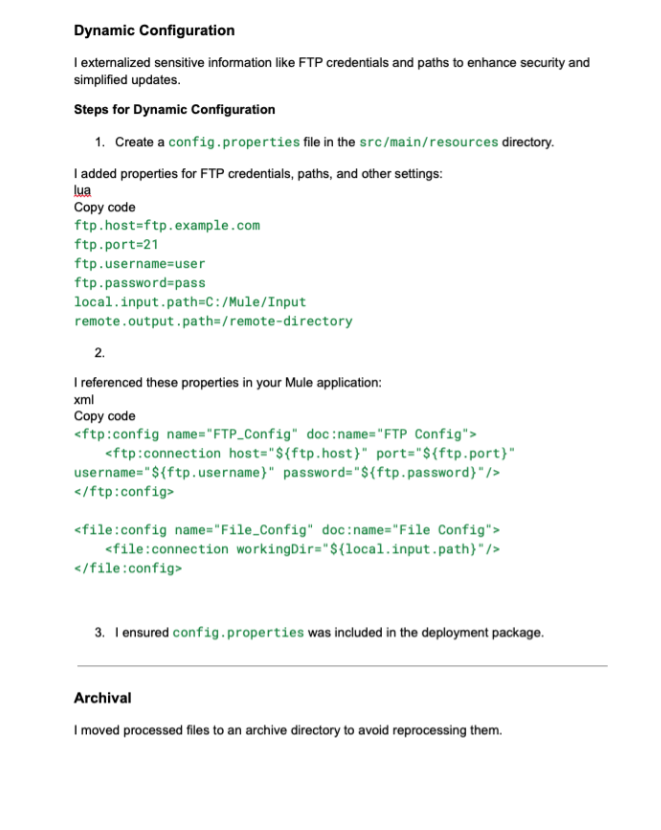 Dynamic Configuration
I externalized sensitive information like FTP credentials and paths to enhance security and
simplified updates.
Steps for Dynamic Configuration
1. Create a config.properties file in the src/main/resources directory.
I added properties for FTP credentials, paths, and other settings:
lua
Copy code
ftp.host=ftp.example.com
ftp.port=21
ftp.username=user
ftp.password=pass
local.input.path=C:/Mule/Input
remote.output.path=/remote-directory
2.
I referenced these properties in your Mule application:
xml
Copy code
<ftp:config name="FTP_Config" doc:name="FTP Config">
    <ftp:connection host="${ftp.host}" port="${ftp.port}"
username="${ftp.username}" password="${ftp.password}"/>
</ftp:config>
<file:config name="File_Config" doc:name="File Config">
    <file:connection workingDir="${local.input.path}"/>
</file:config>
3. I ensured config.properties was included in the deployment package.
Archival
I moved processed files to an archive directory to avoid reprocessing them.